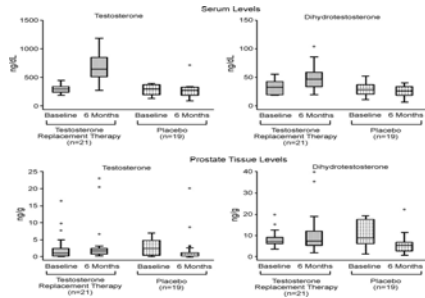 Serum Levels
Testosterone
ng/dL
1500
1000
500
0
Baseline 6 Months Baseline 6 Months
Testosterone Replacement Therapy (n=21)
Placebo (n=19)
Dihydrotestosterone
ng/dL
150
100
50
0
Baseline 6 Months Baseline 6 Months
Testosterone Replacement Therapy (n=21)
Placebo (n=19)
Prostate Tissue Levels
Testosterone
ng/g
25
20
15
10
5
0
Baseline 6 Months Baseline 6 Months
Testosterone Replacement Therapy (n=21)
Placebo (n=19)
Dihydrotestosterone
ng/g
40
30
20
10
0
Baseline 6 Months Baseline 6 Months
Testosterone Replacement Therapy (n=21)
Placebo (n=19)